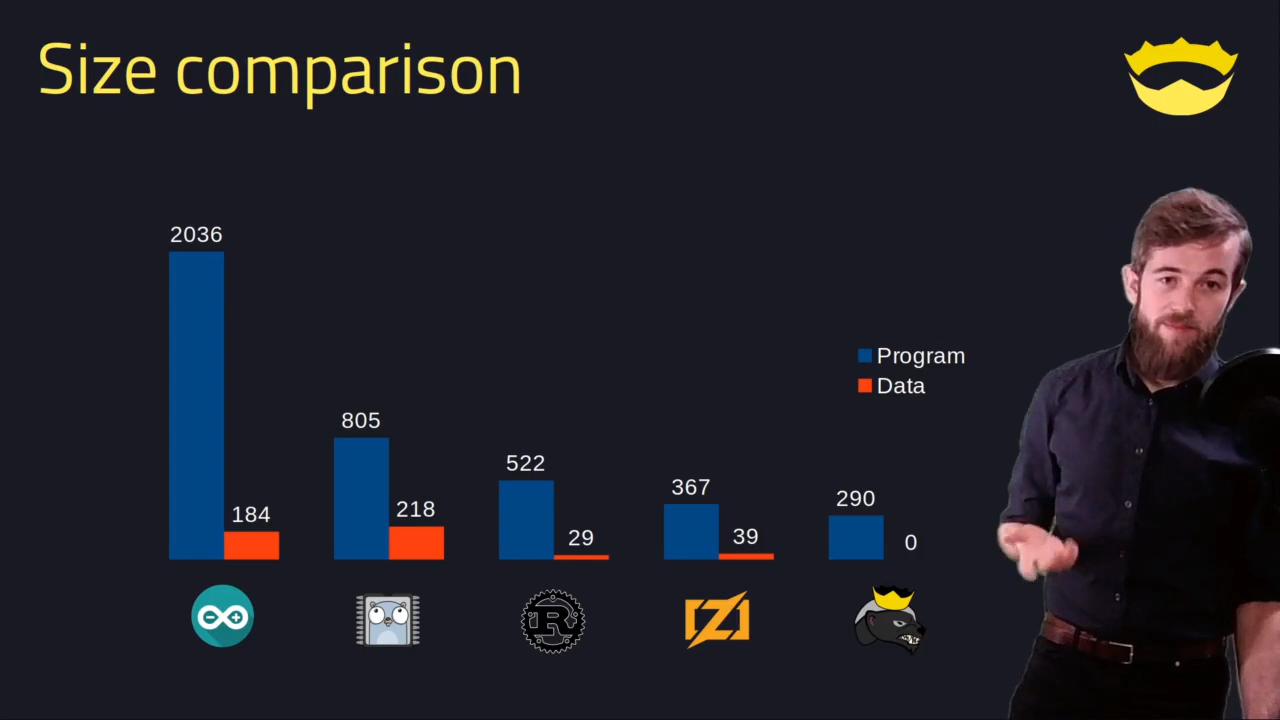 Size comparison
2036
184
805
218
522
29
367
39
290
0
Program
Data
R
Z